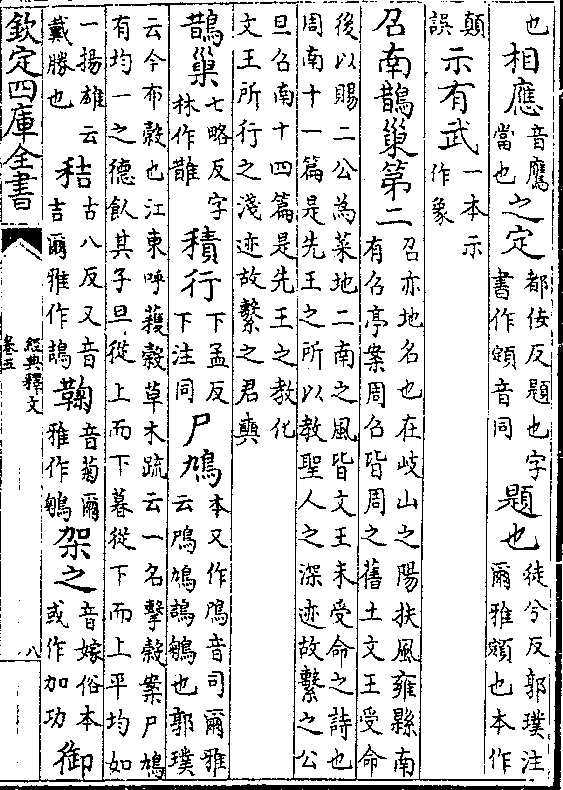 也相應音鷹當也之定都佞反題也字書作顁音同題也徒兮反郭璞注爾雅顁也本作
顛誤示有武一本示作象
召南鵲巢第二召亦地名也在岐山之陽扶風雍縣南有召亭案周召皆周之舊土文王受命
後以賜二公為菜地二南之風皆文王未受命之詩也周南十一篇是先王之所以教聖人之深迹故繫之公
旦召南十四篇是先王之教化文王所行之淺迹故繫之君奭
鵲巢七略反字林作䧿積行下孟反下注同尸鳩本又作鳲音司爾雅云鳲鳩鴶鵴也郭璞
云今布穀也江東呼穫穀草木疏云一名擊穀案尸鳩有均一之德飲其子旦從上而下暮從下而上平均如
一揚雄云戴勝也秸古八反又音吉爾雅作鴶鞠音菊爾雅作鵴架之音嫁俗本或作加功御
欽定四庫全書
經典釋文
卷五
八